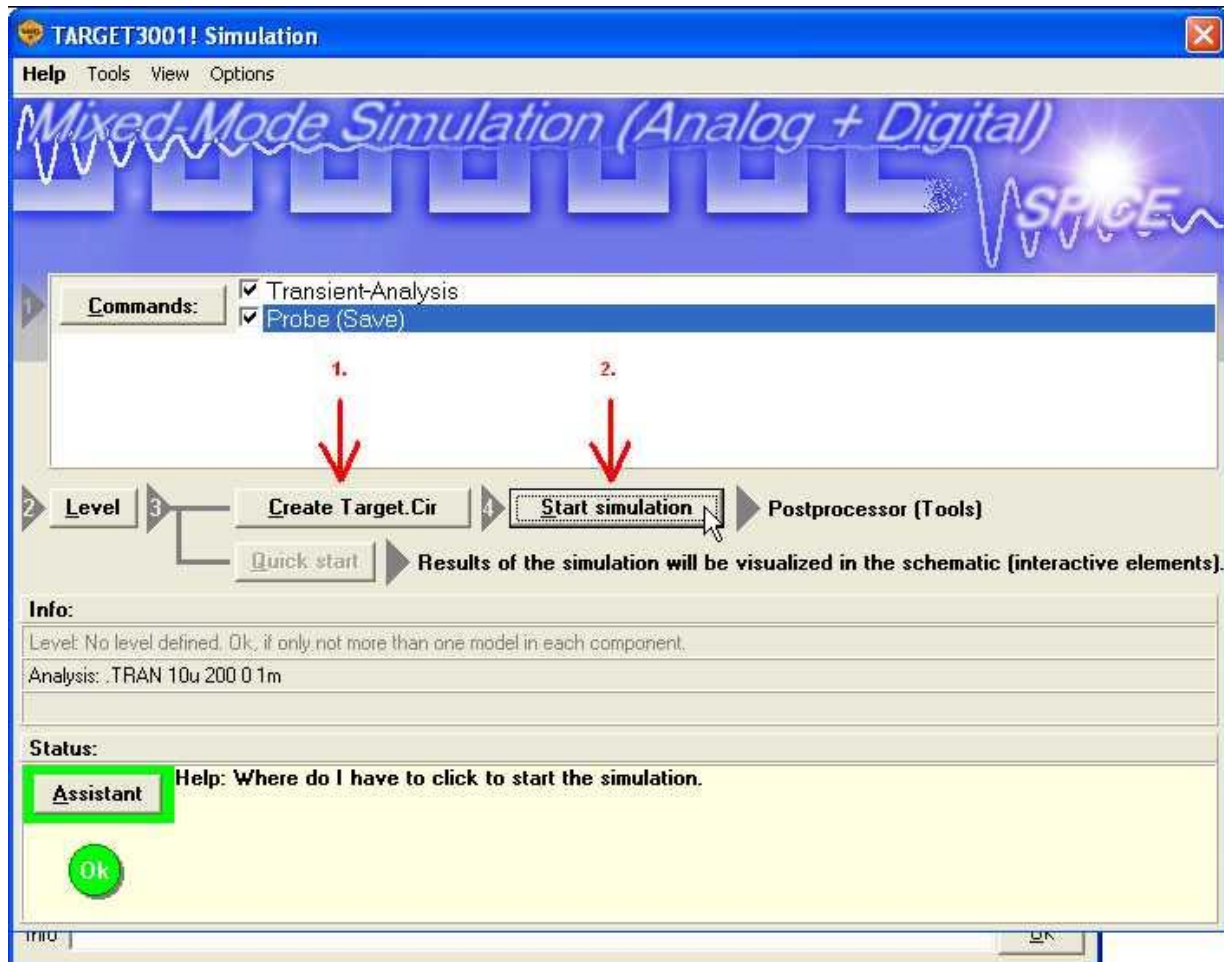 TARGET3001! Simulation
Help Tools View Options
Mixed-Mode Simulation (Analog + Digital)
SPICE
1
Commands:
Transient-Analysis
Probe (Save)
1. 2.
2 Level 3 Create Target.Cir 4 Start simulation Postprocessor (Tools)
Quick start Results of the simulation will be visualized in the schematic (interactive elements).
Info:
Level: No level defined. Ok, if only not more than one model in each component.
Analysis: .TRAN 10u 200 0 1m
Status:
Assistant Help: Where do I have to click to start the simulation.
Ok